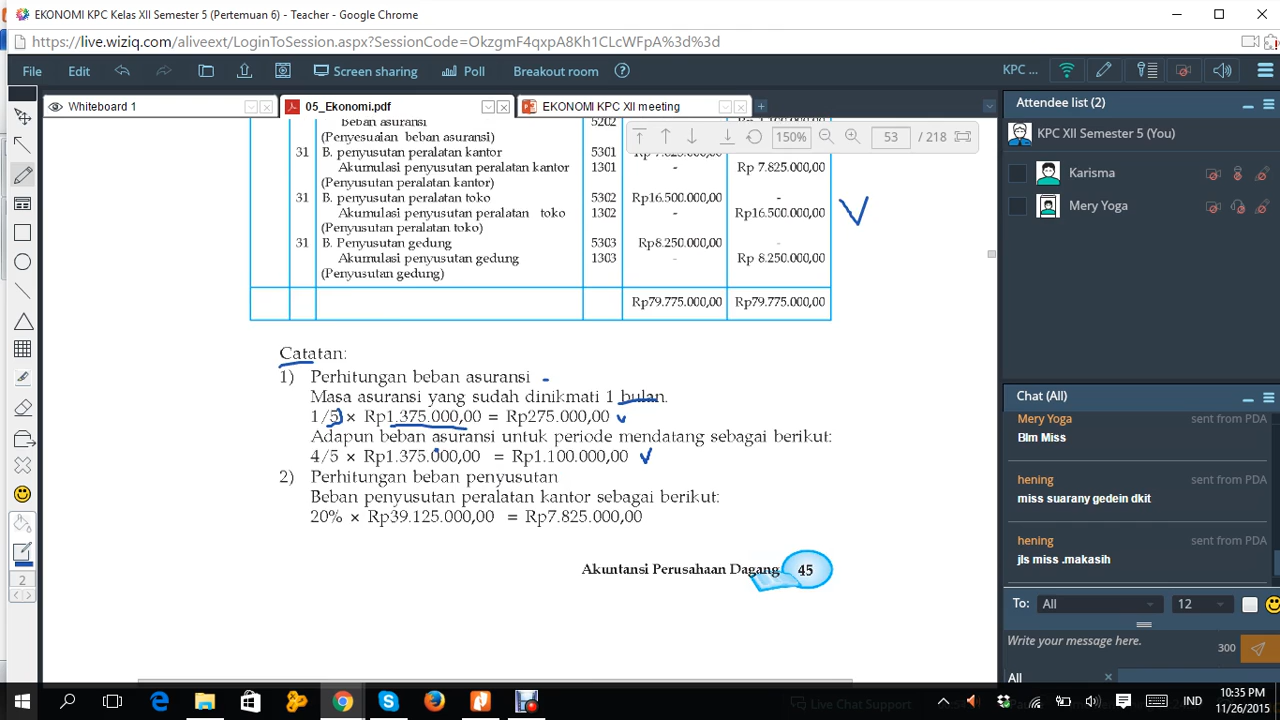 EKONOMI KPC Kelas XII Semester 5 (Pertemuan 6) - Teacher - Google Chrome
https://live.wiziq.com/aliveext/LoginToSession.aspx?SessionCode=OkzgmF4qxpA8Kh1CLcWFpA%3d%3d
File Edit Screen sharing Poll Breakout room KPC ...
Whiteboard 1 05_Ekonomi.pdf EKONOMI KPC XII meeting
150% 53 / 218
Beban asuransi 5202
(Penyesuaian beban asuransi)
31 B. penyusutan peralatan kantor 5301
Akumulasi penyusutan peralatan kantor 1301 - Rp 7.825.000,00
(Penyusutan peralatan kantor)
31 B. penyusutan peralatan toko 5302 Rp16.500.000,00 -
Akumulasi penyusutan peralatan toko 1302 - Rp16.500.000,00
(Penyusutan peralatan toko)
31 B. Penyusutan gedung 5303 Rp8.250.000,00 -
Akumulasi penyusutan gedung 1303 - Rp 8.250.000,00
(Penyusutan gedung)
Rp79.775.000,00 Rp79.775.000,00
Catatan:
1) Perhitungan beban asuransi
Masa asuransi yang sudah dinikmati 1 bulan.
1/5 × Rp1.375.000,00 = Rp275.000,00
Adapun beban asuransi untuk periode mendatang sebagai berikut:
4/5 × Rp1.375.000,00 = Rp1.100.000,00
2) Perhitungan beban penyusutan
Beban penyusutan peralatan kantor sebagai berikut:
20% × Rp39.125.000,00 = Rp7.825.000,00
Akuntansi Perusahaan Dagang 45
2
Attendee list (2)
KPC XII Semester 5 (You)
Karisma
Mery Yoga
Chat (All)
Mery Yoga sent from PDA
Blm Miss
hening sent from PDA
miss suarany gedein dkit
hening sent from PDA
jls miss .makasih
To: All 12
Write your message here.
300
All
Live Chat Support
IND
10:35 PM
11/26/2015